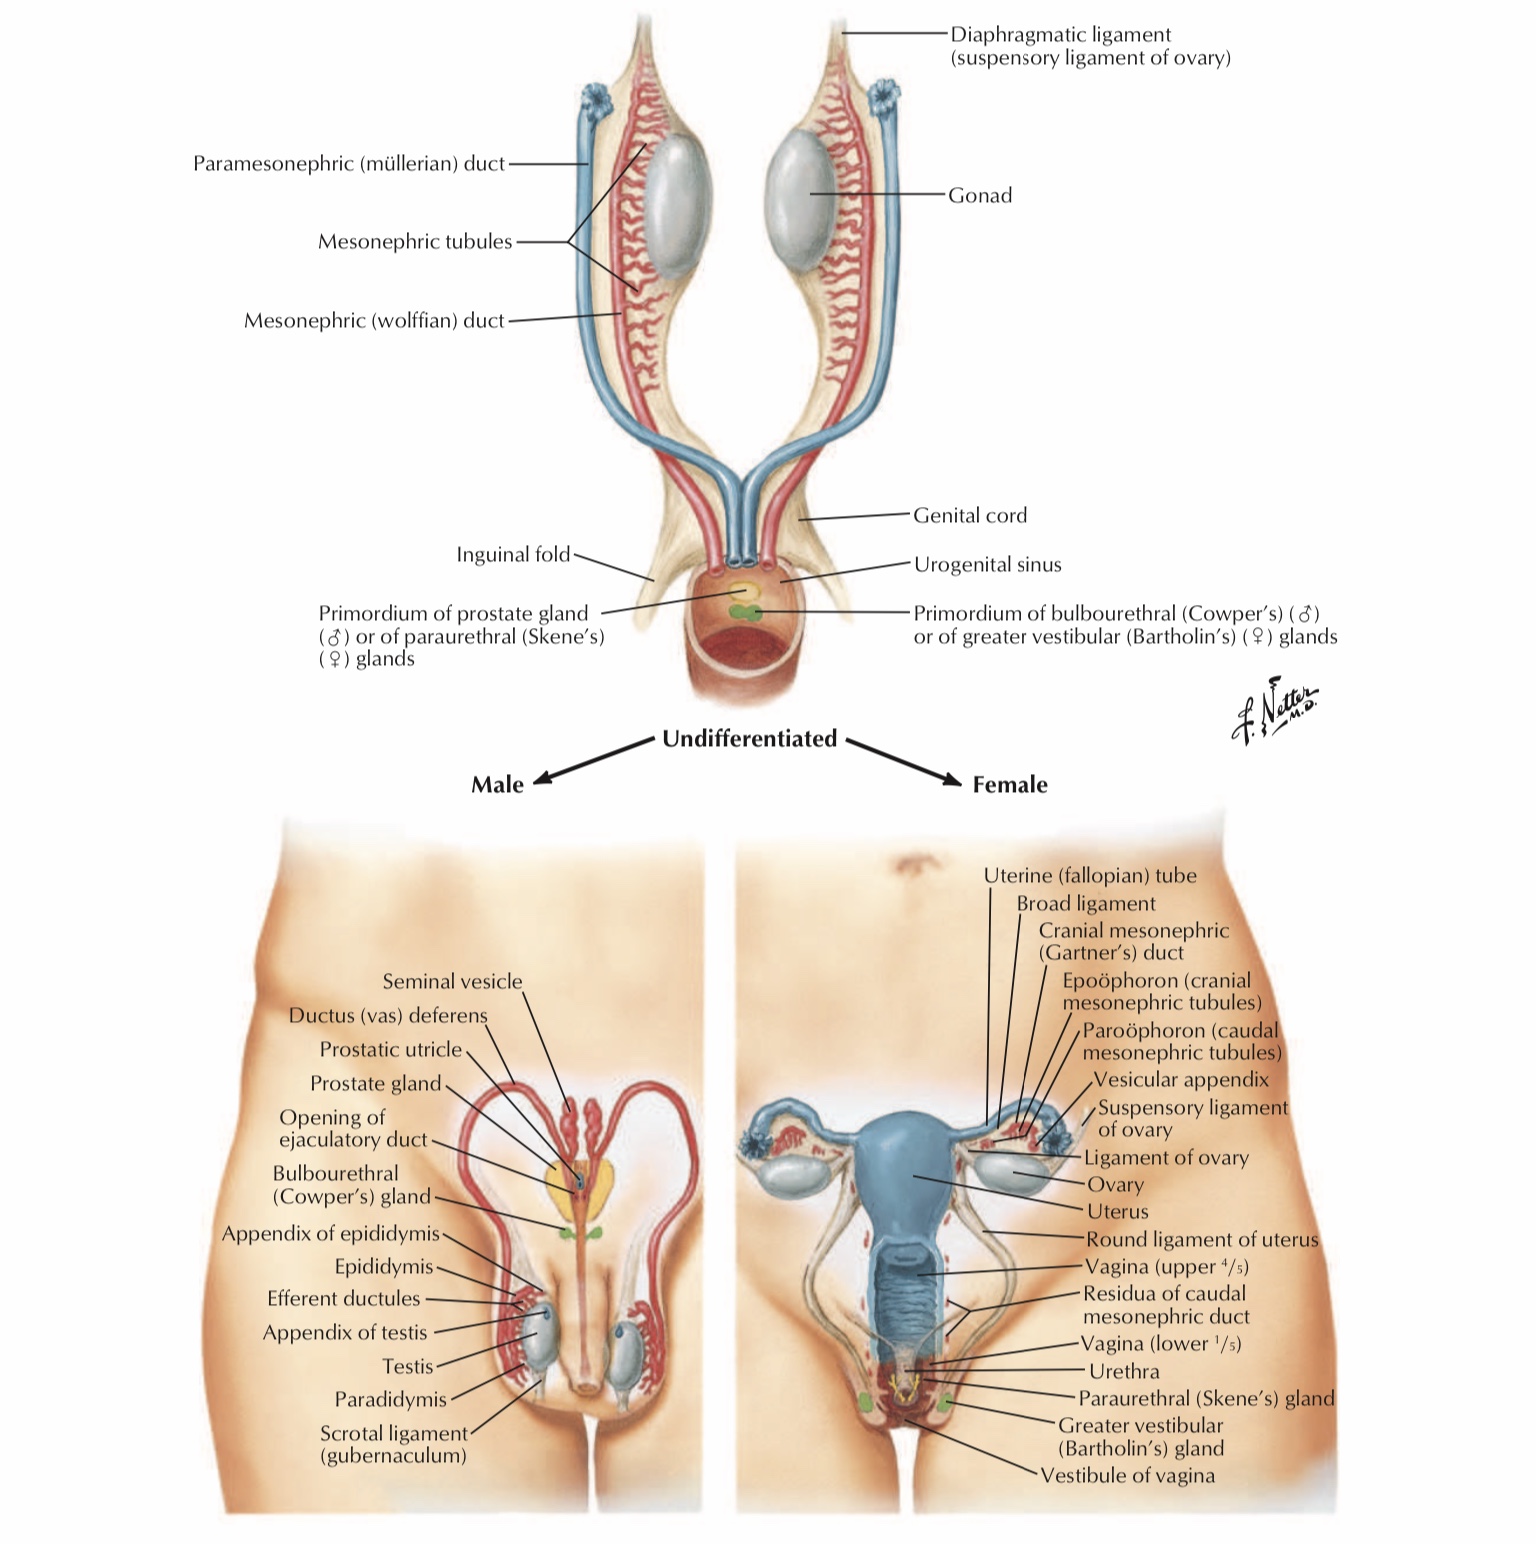 Diaphragmatic ligament
(suspensory ligament of ovary)
Paramesonephric (müllerian) duct
Gonad
Mesonephric tubules
Mesonephric (wolffian) duct
Genital cord
Inguinal fold
Urogenital sinus
Primordium of prostate gland
(♂) or of paraurethral (Skene's)
(♀) glands
Primordium of bulbourethral (Cowper's) (♂)
or of greater vestibular (Bartholin's) (♀) glands
F. Netter
M.D.
Undifferentiated
Male
Female
Seminal vesicle
Ductus (vas) deferens
Prostatic utricle
Prostate gland
Opening of
ejaculatory duct
Bulbourethral
(Cowper's) gland
Appendix of epididymis
Epididymis
Efferent ductules
Appendix of testis
Testis
Paradidymis
Scrotal ligament
(gubernaculum)
Uterine (fallopian) tube
Broad ligament
Cranial mesonephric
(Gartner's) duct
Epoöphoron (cranial
mesonephric tubules)
Paroöphoron (caudal
mesonephric tubules)
Vesicular appendix
Suspensory ligament
of ovary
Ligament of ovary
Ovary
Uterus
Round ligament of uterus
Vagina (upper 4/5)
Residua of caudal
mesonephric duct
Vagina (lower 1/5)
Urethra
Paraurethral (Skene's) gland
Greater vestibular
(Bartholin's) gland
Vestibule of vagina